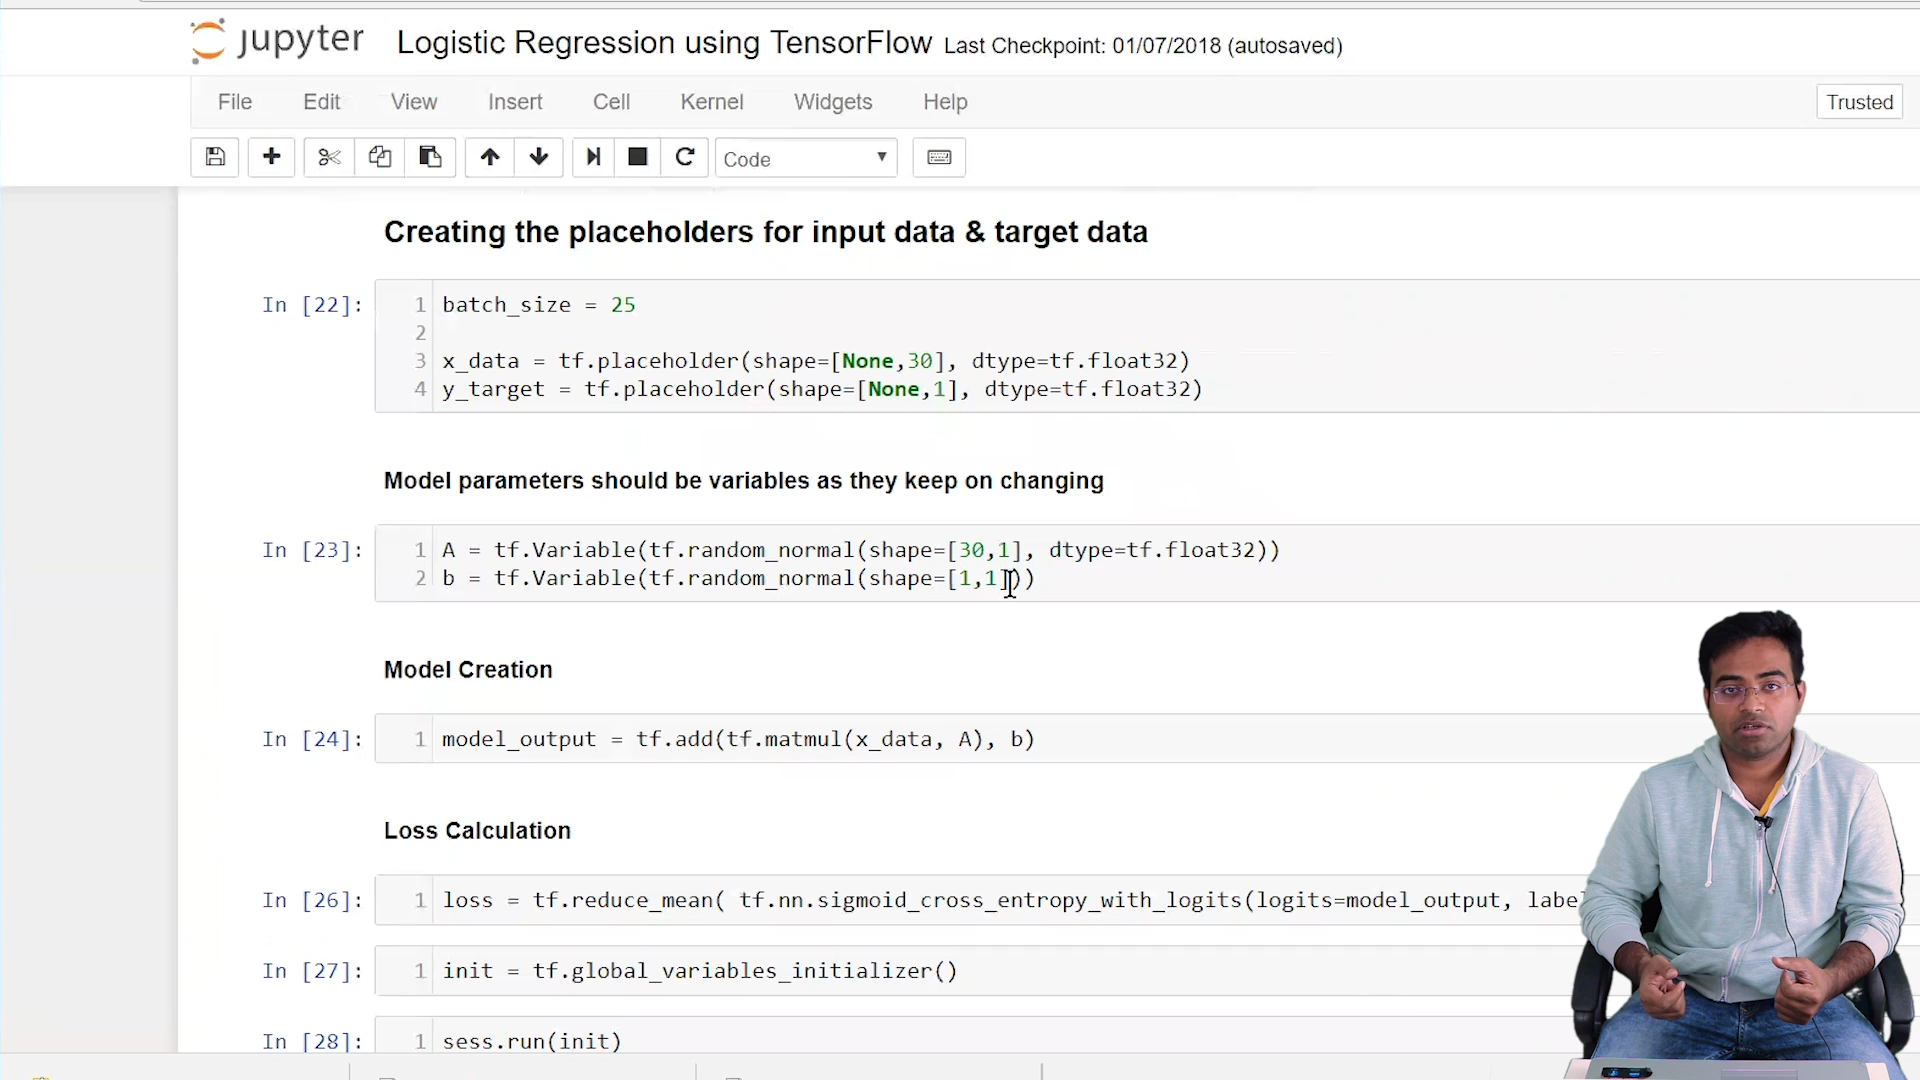 jupyter Logistic Regression using TensorFlow Last Checkpoint: 01/07/2018 (autosaved)
File Edit View Insert Cell Kernel Widgets Help Trusted
Code
Creating the placeholders for input data & target data
In [22]:
1 batch_size = 25
2
3 x_data = tf.placeholder(shape=[None,30], dtype=tf.float32)
4 y_target = tf.placeholder(shape=[None,1], dtype=tf.float32)
Model parameters should be variables as they keep on changing
In [23]:
1 A = tf.Variable(tf.random_normal(shape=[30,1], dtype=tf.float32))
2 b = tf.Variable(tf.random_normal(shape=[1,1]))
Model Creation
In [24]:
1 model_output = tf.add(tf.matmul(x_data, A), b)
Loss Calculation
In [26]:
1 loss = tf.reduce_mean( tf.nn.sigmoid_cross_entropy_with_logits(logits=model_output, labe
In [27]:
1 init = tf.global_variables_initializer()
In [28]:
1 sess.run(init)